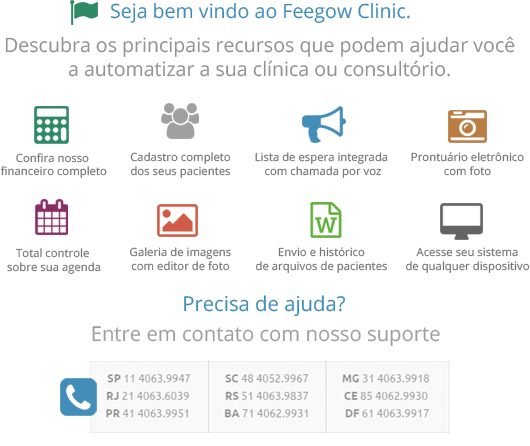 Seja bem vindo ao Feegow Clinic.
Descubra os principais recursos que podem ajudar você
a automatizar a sua clínica ou consultório.
Confira nosso
financeiro completo
Cadastro completo
dos seus pacientes
Lista de espera integrada
com chamada por voz
Prontuário eletrônico
com foto
Total controle
sobre sua agenda
Galeria de imagens
com editor de foto
W
Envio e histórico
de arquivos de pacientes
Acesse seu sistema
de qualquer dispositivo
Precisa de ajuda?
Entre em contato com nosso suporte
SP 11 4063.9947
RJ 21 4063.6039
PR 41 4063.9951
SC 48 4052.9967
RS 51 4063.9837
BA 71 4062.9931
MG 31 4063.9918
CE 85 4062.9930
DF 61 4063.9917